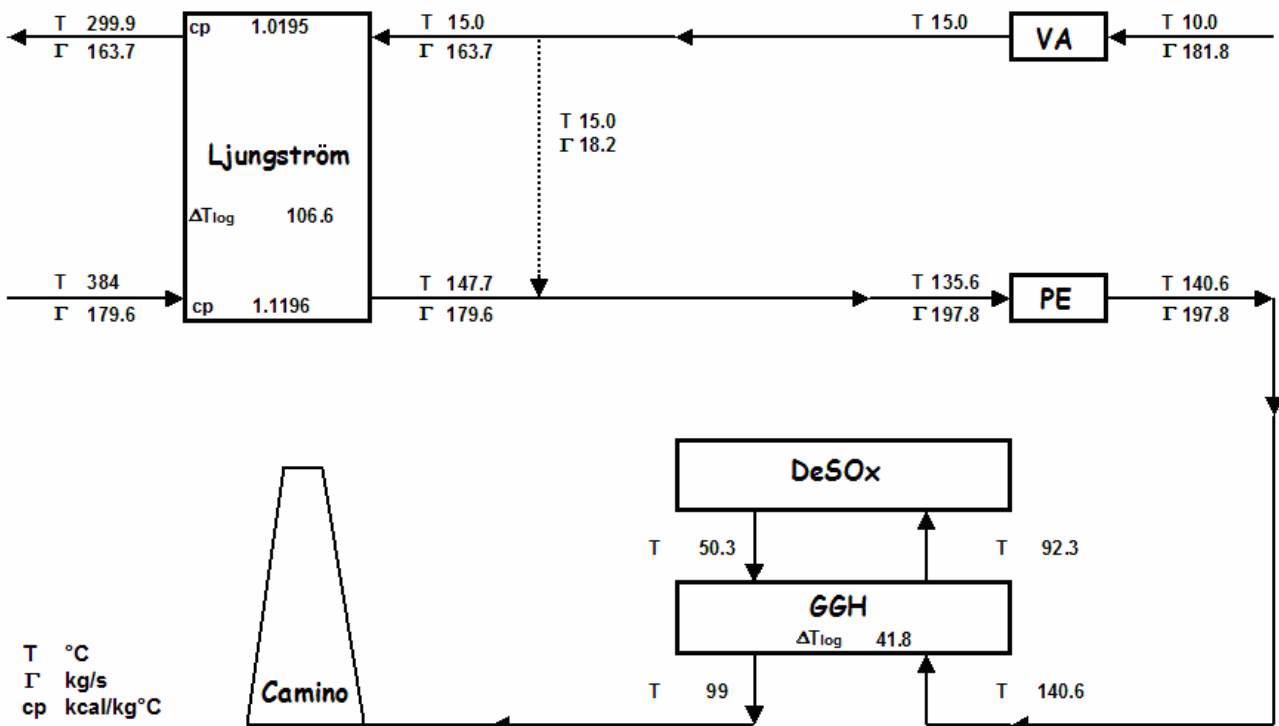 T 299.9
Γ 163.7
cp 1.0195
T 15.0
Γ 163.7
T 15.0
VA
T 10.0
Γ 181.8
T 15.0
Γ 18.2
Ljungström
ΔTlog 106.6
T 384
Γ 179.6
cp 1.1196
T 147.7
Γ 179.6
T 135.6
Γ 197.8
PE
T 140.6
Γ 197.8
DeSOx
T 50.3
T 92.3
GGH
ΔTlog 41.8
T °C
Γ kg/s
cp kcal/kg°C
Camino
T 99
T 140.6